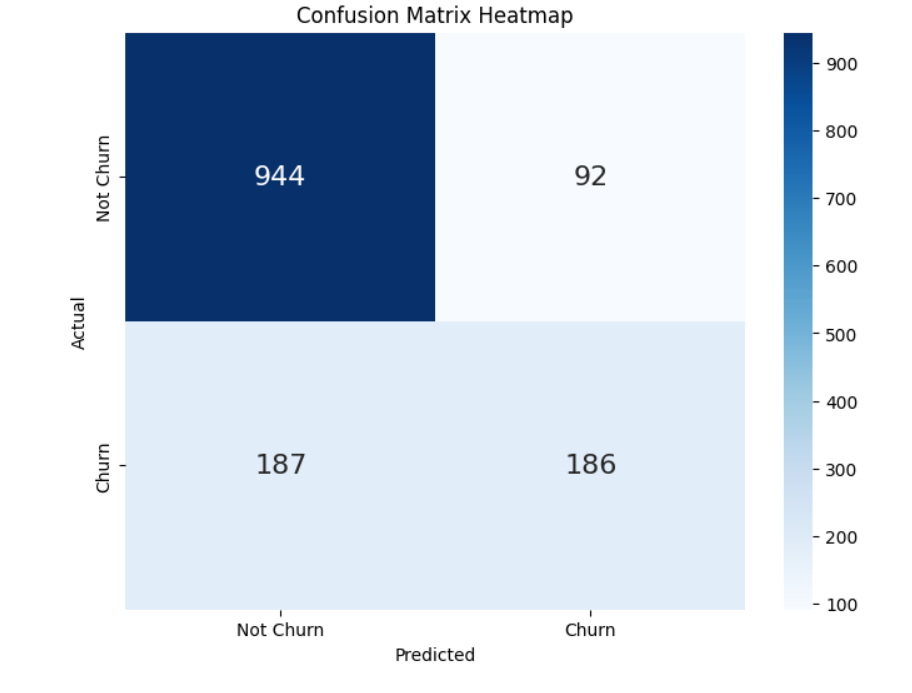 Confusion Matrix Heatmap
Actual
Not Churn
Churn
944
92
187
186
Not Churn
Churn
Predicted
900
800
700
600
500
400
300
200
100